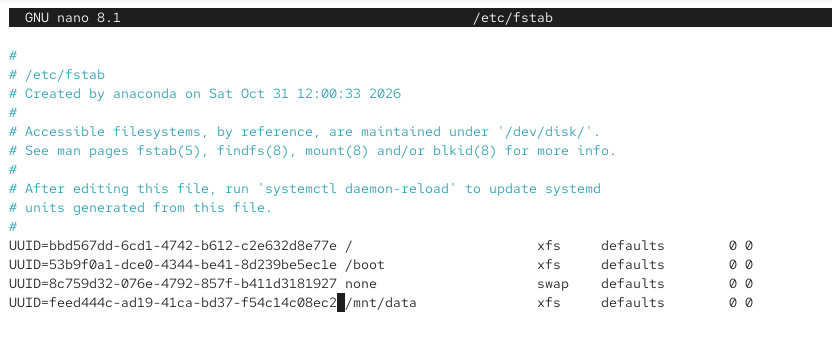 GNU nano 8.1 /etc/fstab
#
# /etc/fstab
# Created by anaconda on Sat Oct 31 12:00:33 2026
#
# Accessible filesystems, by reference, are maintained under '/dev/disk/'.
# See man pages fstab(5), findfs(8), mount(8) and/or blkid(8) for more info.
#
# After editing this file, run 'systemctl daemon-reload' to update systemd
# units generated from this file.
#
UUID=bbd567dd-6cd1-4742-b612-c2e632d8e77e / xfs defaults 0 0
UUID=53b9f0a1-dce0-4344-be41-8d239be5ec1e /boot xfs defaults 0 0
UUID=8c759d32-076e-4792-857f-b411d3181927 none swap defaults 0 0
UUID=feed444c-ad19-41ca-bd37-f54c14c08ec2 /mnt/data xfs defaults 0 0